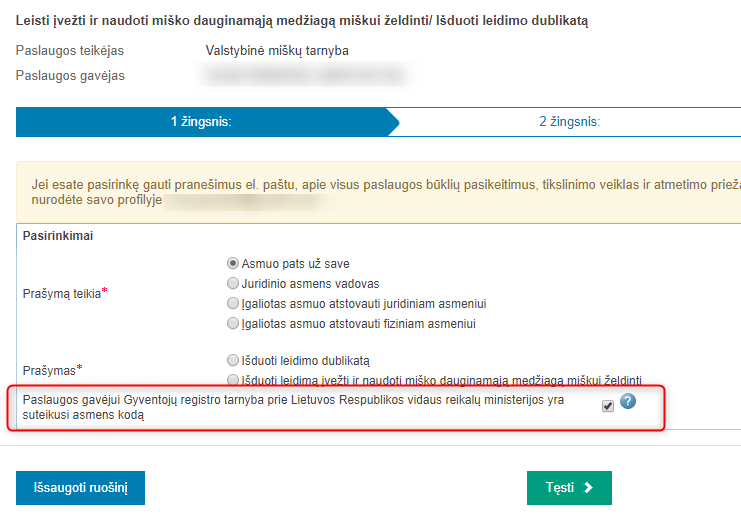 Leisti įvežti ir naudoti miško dauginamąją medžiagą miškui želdinti/ Išduoti leidimo dublikatą
Paslaugos teikėjas Valstybinė miškų tarnyba
Paslaugos gavėjas
1 žingsnis: 2 žingsnis:
Jei esate pasirinkę gauti pranešimus el. paštu, apie visus paslaugos būklių pasikeitimus, tikslinimo veiklas ir atmetimo prieža
nurodėte savo profilyje
Pasirinkimai
Prašymą teikia*
Asmuo pats už save
Juridinio asmens vadovas
Įgaliotas asmuo atstovauti juridiniam asmeniui
Įgaliotas asmuo atstovauti fiziniam asmeniui
Prašymas*
Išduoti leidimo dublikatą
Išduoti leidimą įvežti ir naudoti miško dauginamąją medžiagą miškui želdinti
Paslaugos gavėjui Gyventojų registro tarnyba prie Lietuvos Respublikos vidaus reikalų ministerijos yra
suteikusi asmens kodą ?
Išsaugoti ruošinį Tęsti